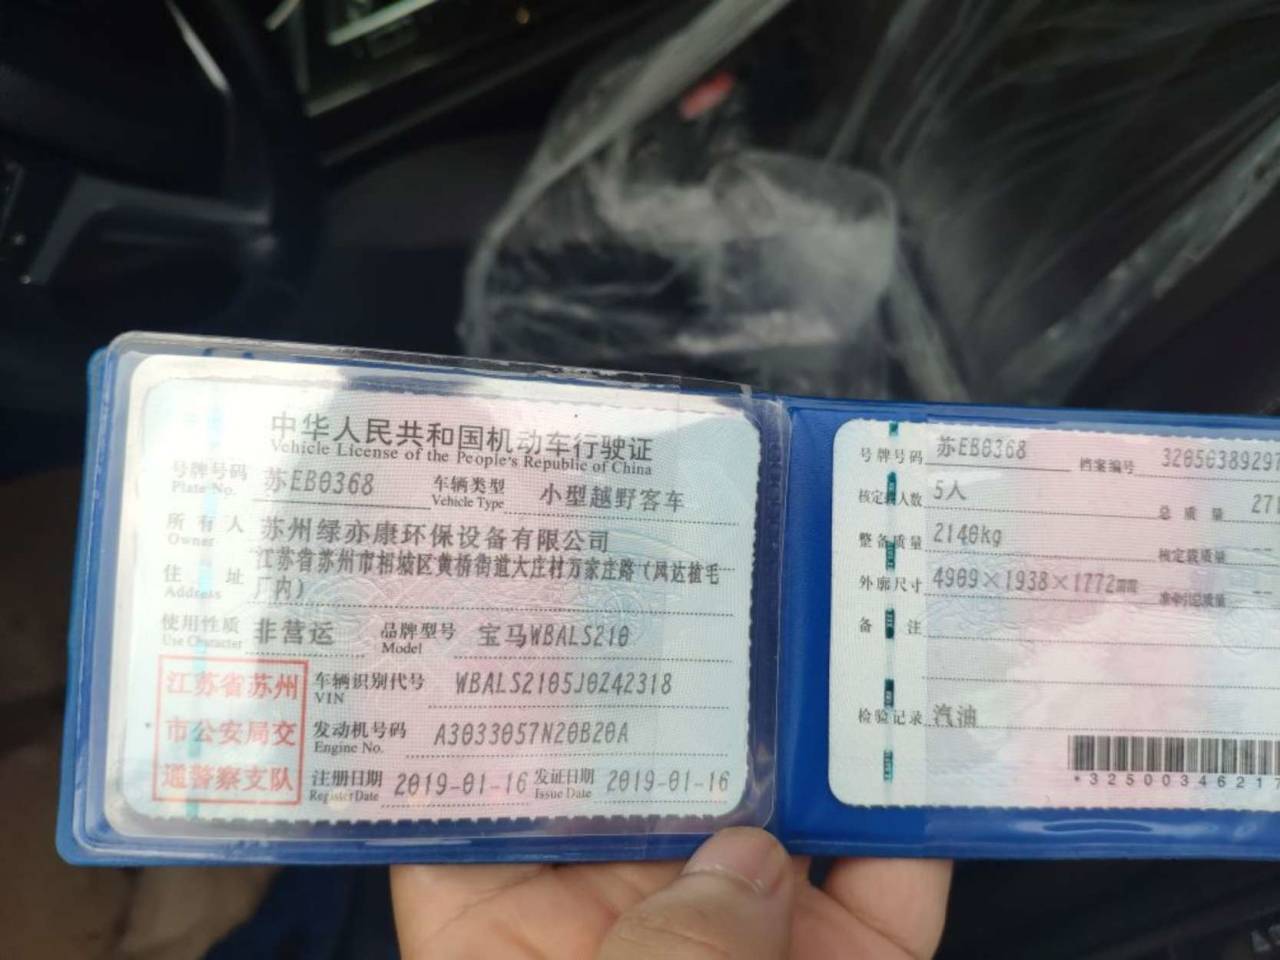 中华人民共和国机动车行驶证
Vehicle License of the People's Republic of China
号牌号码 苏EB0368 车辆类型 小型越野客车
Plate No. Vehicle Type
所有人 苏州绿亦康环保设备有限公司
Owner
住址 江苏省苏州市相城区黄桥街道大庄村万家庄路（凤达植毛
Address 厂内）
使用性质 非营运 品牌型号 宝马WBALS210
Use Character Model
江苏省苏州
市公安局交
通警察支队
车辆识别代号 WBALS2105J0Z42318
VIN
发动机号码 A3033057N20B20A
Engine No.
注册日期 2019-01-16 发证日期 2019-01-16
Register Date Issue Date
号牌号码 苏EB0368 档案编号 32050389297
核定载人数 5人 总质量 27
整备质量 2140kg 核定载质量 --
外廓尺寸 4909×1938×1772mm 准牵引总质量 --
备注
检验记录 汽油
*32500346217